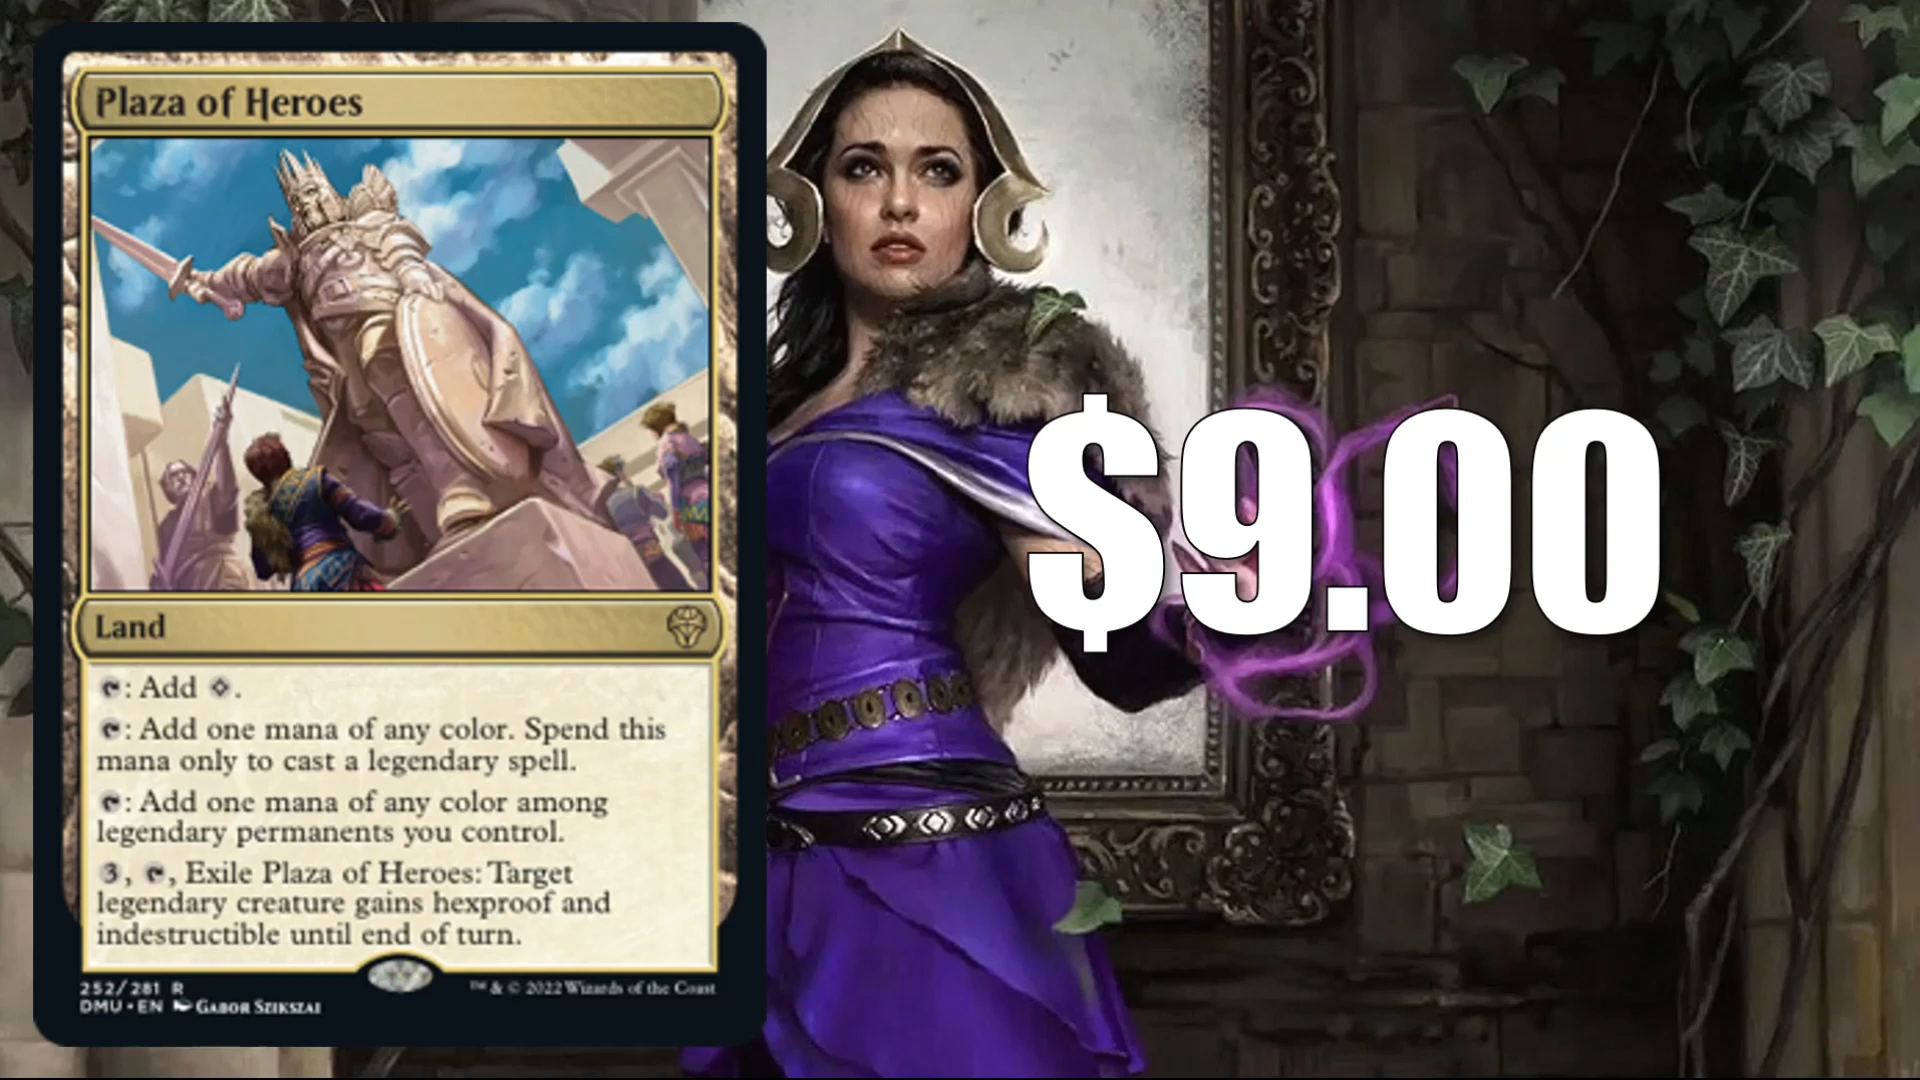 Plaza of Heroes
Land
: Add .
: Add one mana of any color. Spend this
mana only to cast a legendary spell.
: Add one mana of any color among
legendary permanents you control.
3, , Exile Plaza of Heroes: Target
legendary creature gains hexproof and
indestructible until end of turn.
252/281 R
DMU • EN GABOR SZIKSZAI
™ & © 2022 Wizards of the Coast
$9.00